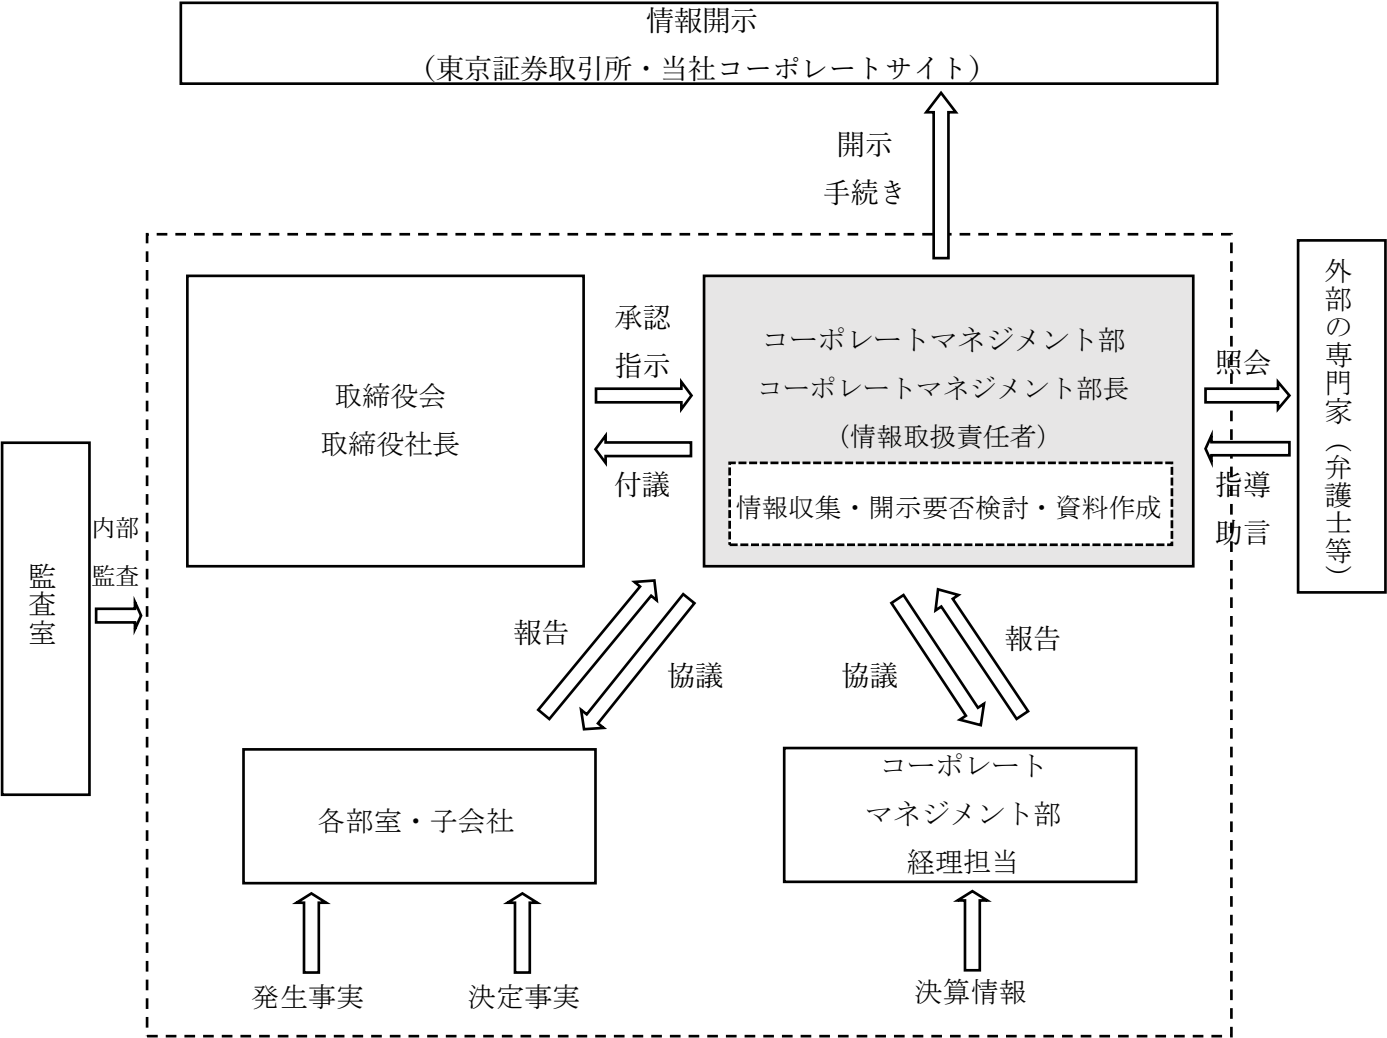 情報開示
（東京証券取引所・当社コーポレートサイト）
開示
手続き
取締役会
取締役社長
承認
指示
付議
コーポレートマネジメント部
コーポレートマネジメント部長
（情報取扱責任者）
情報収集・開示要否検討・資料作成
照会
指導
助言
外部の専門家（弁護士等）
監査室
内部
監査
報告
協議
協議
報告
各部室・子会社
コーポレート
マネジメント部
経理担当
発生事実
決定事実
決算情報